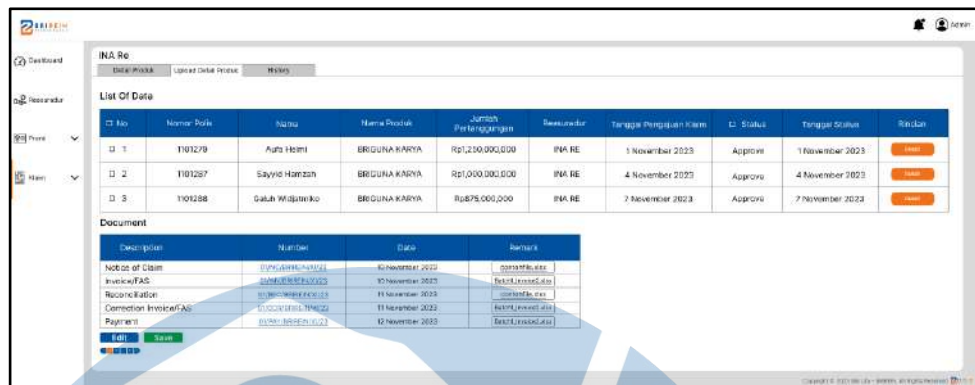 BRIREIM
Admin
Dashboard
Reasuradur
Premi
Klaim
INA Re
Detail Produk Upload Detail Produk History
List Of Data
No Nomor Polis Nama Nama Produk Jumlah Pertanggungan Reasuradur Tanggal Pengajuan Klaim Status Tanggal Status Rincian
1 1101279 Aufa Helmi BRIGUNA KARYA Rp1,250,000,000 INA RE 1 November 2023 Approve 1 November 2023 Detail
2 1101287 Sayyid Hamzah BRIGUNA KARYA Rp1,000,000,000 INA RE 4 November 2023 Approve 4 November 2023 Detail
3 1101288 Galuh Widjatmiko BRIGUNA KARYA Rp875,000,000 INA RE 7 November 2023 Approve 7 November 2023 Detail
Document
Description Number Date Remark
Notice of Claim 10 November 2023
Invoice/FAS 10 November 2023
Reconciliation 11 November 2023
Correction Invoice/FAS 11 November 2023
Payment 12 November 2023
Edit Save